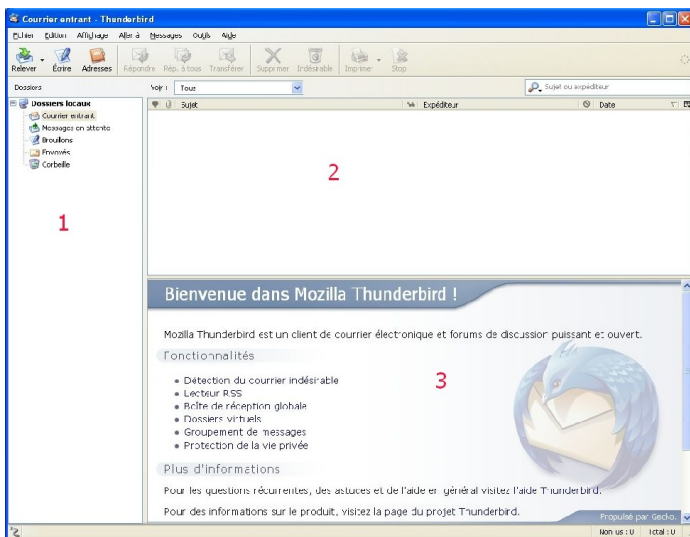 Courrier entrant - Thunderbird
Fichier Édition Affichage Aller à Messages Outils Aide
Relever Écrire Adresses Répondre Rép. à tous Transférer Supprimer Indésirable Imprimer Stop
Dossiers Voir : Tous Sujet ou expéditeur
Dossiers locaux
Sujet Expéditeur Date
Courrier entrant
Messages en attente
Brouillons
Envoyés
Corbeille
1
2
Bienvenue dans Mozilla Thunderbird !
Mozilla Thunderbird est un client de courrier électronique et forums de discussion puissant et ouvert.
Fonctionnalités
Détection du courrier indésirable
Lecteur RSS
Boîte de réception globale
Dossiers virtuels
Groupement de messages
Protection de la vie privée
3
Plus d'informations
Pour les questions récurrentes, des astuces et de l'aide en général visitez l'aide Thunderbird.
Pour des informations sur le produit, visitez la page du projet Thunderbird.
Propulsé par Gecko.
Non lus : 0 Total : 0